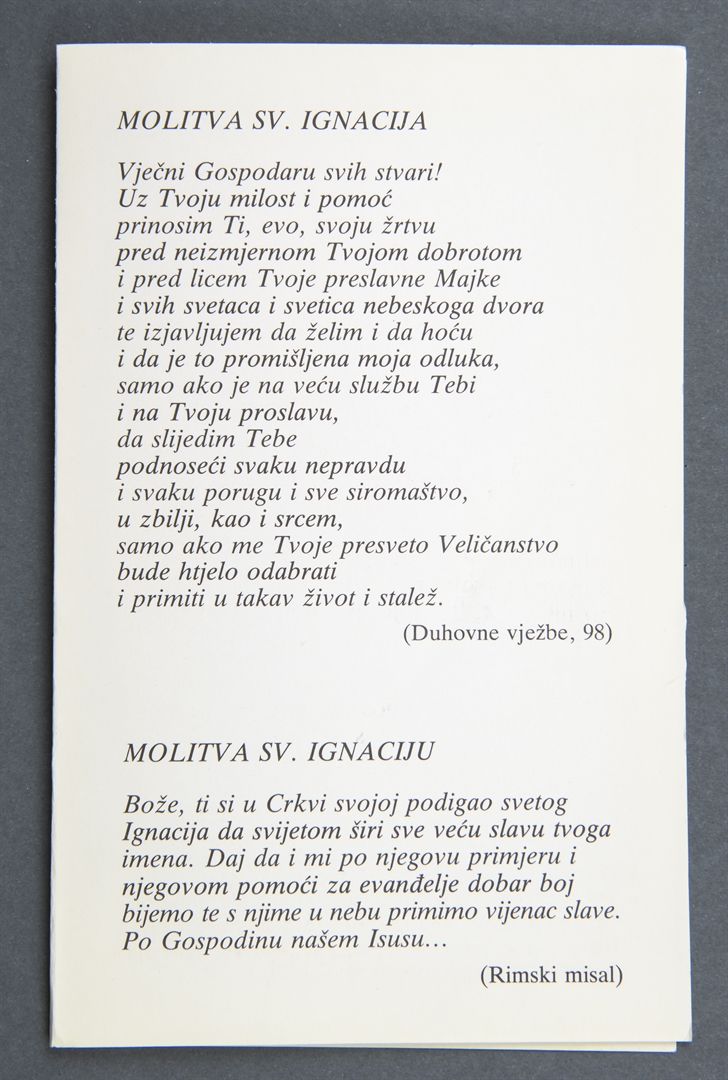 MOLITVA SV. IGNACIJA
Vječni Gospodaru svih stvari!
Uz Tvoju milost i pomoć
prinosim Ti, evo, svoju žrtvu
pred neizmjernom Tvojom dobrotom
i pred licem Tvoje preslavne Majke
i svih svetaca i svetica nebeskoga dvora
te izjavljujem da želim i da hoću
i da je to promišljena moja odluka,
samo ako je na veću službu Tebi
i na Tvoju proslavu,
da slijedim Tebe
podnoseći svaku nepravdu
i svaku porugu i sve siromaštvo,
u zbilji, kao i srcem,
samo ako me Tvoje presveto Veličanstvo
bude htjelo odabrati
i primiti u takav život i stalež.
(Duhovne vježbe, 98)
MOLITVA SV. IGNACIJU
Bože, ti si u Crkvi svojoj podigao svetog
Ignacija da svijetom širi sve veću slavu tvoga
imena. Daj da i mi po njegovu primjeru i
njegovom pomoći za evanđelje dobar boj
bijemo te s njime u nebu primimo vijenac slave.
Po Gospodinu našem Isusu...
(Rimski misal)